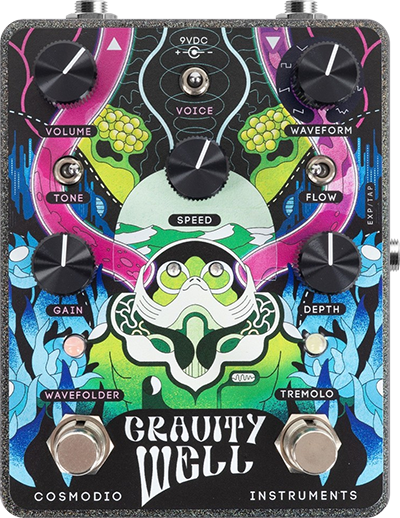 9VDC
VOICE
VOLUME
WAVEFORM
TONE
FLOW
EXP/TAP
SPEED
GAIN
DEPTH
WAVEFOLDER
TREMOLO
GRAVITY
WELL
COSMODIO
INSTRUMENTS